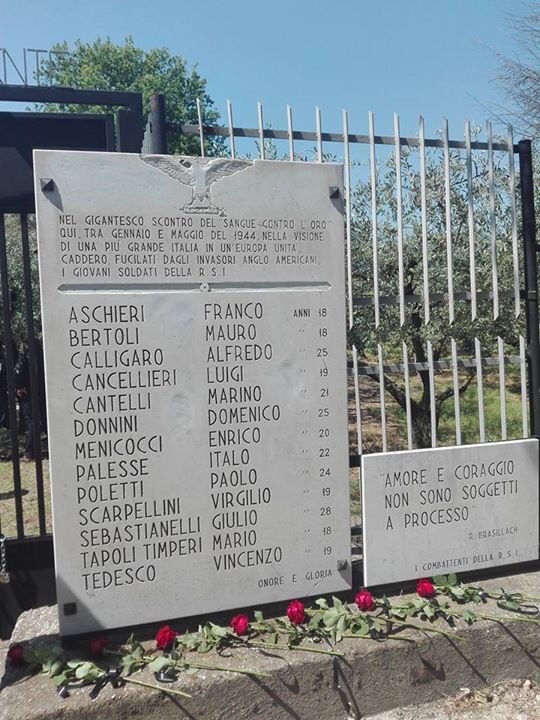 NEL GIGANTESCO SCONTRO DEL "SANGUE CONTRO L'ORO"
QUI, TRA GENNAIO E MAGGIO DEL 1944, NELLA VISIONE
DI UNA PIÙ GRANDE ITALIA IN UN'EUROPA UNITA,
CADDERO, FUCILATI DAGLI INVASORI ANGLO AMERICANI,
I GIOVANI SOLDATI DELLA R.S.I.
ASCHIERI FRANCO ANNI 18
BERTOLI MAURO " 18
CALLIGARO ALFREDO " 25
CANCELLIERI LUIGI " 19
CANTELLI MARINO " 21
DONNINI DOMENICO " 25
MENICOCCI ENRICO " 20
PALESSE ITALO " 22
POLETTI PAOLO " 24
SCARPELLINI VIRGILIO " 19
SEBASTIANELLI GIULIO " 28
TAPOLI TIMPERI MARIO " 18
TEDESCO VINCENZO " 19
ONORE E GLORIA
"AMORE E CORAGGIO
NON SONO SOGGETTI
A PROCESSO"
R. BRASILLACH
I COMBATTENTI DELLA R.S.I.